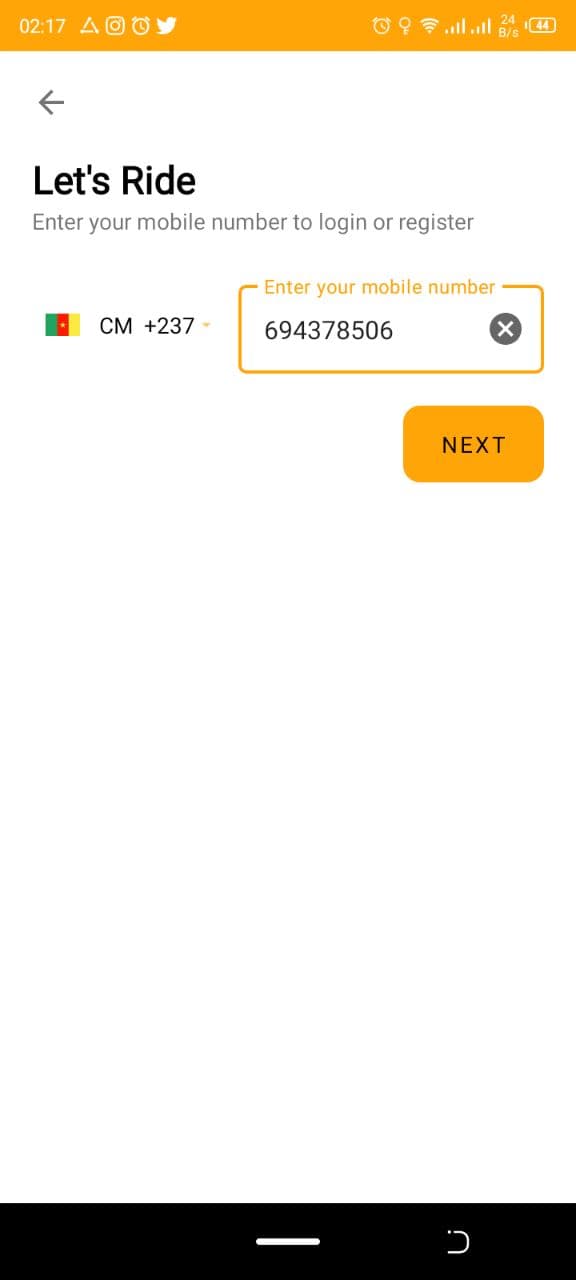 02:17 24 B/s 44
Let's Ride
Enter your mobile number to login or register
Enter your mobile number
CM +237 694378506
NEXT